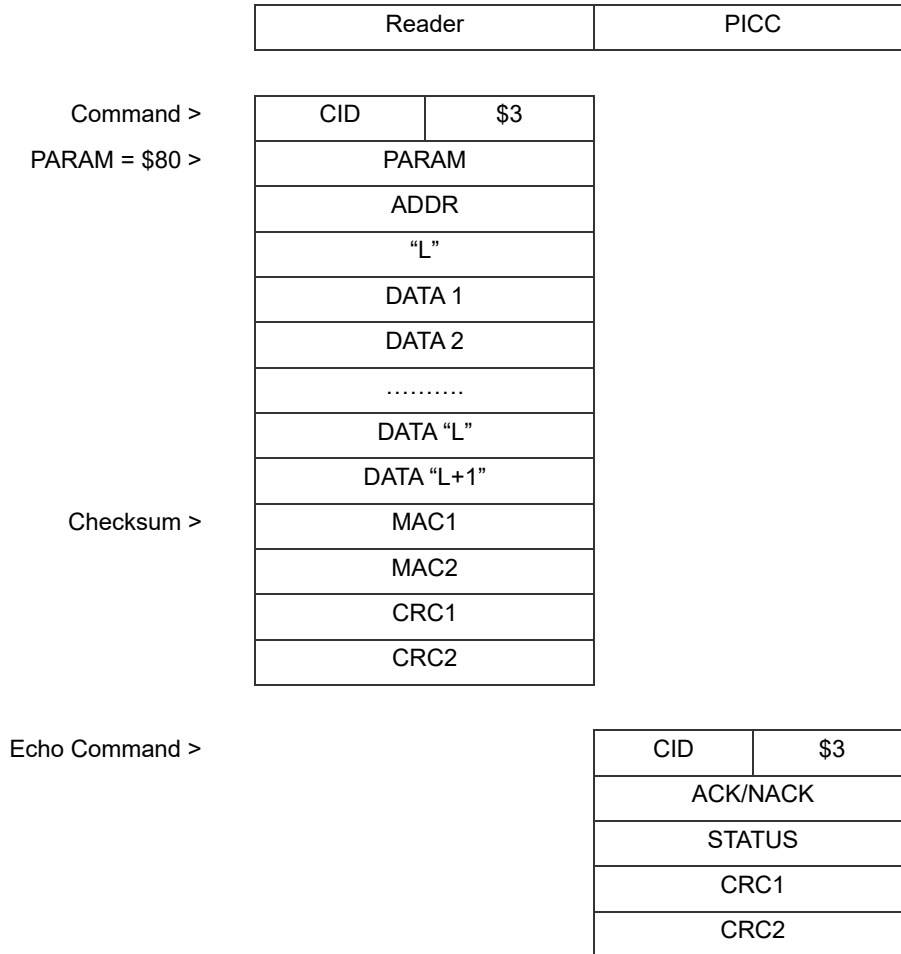 Reader PICC
Command > CID $3
PARAM = $80 > PARAM
ADDR
“L”
DATA 1
DATA 2
……….
DATA “L”
DATA “L+1”
Checksum > MAC1
MAC2
CRC1
CRC2
Echo Command > CID $3
ACK/NACK
STATUS
CRC1
CRC2